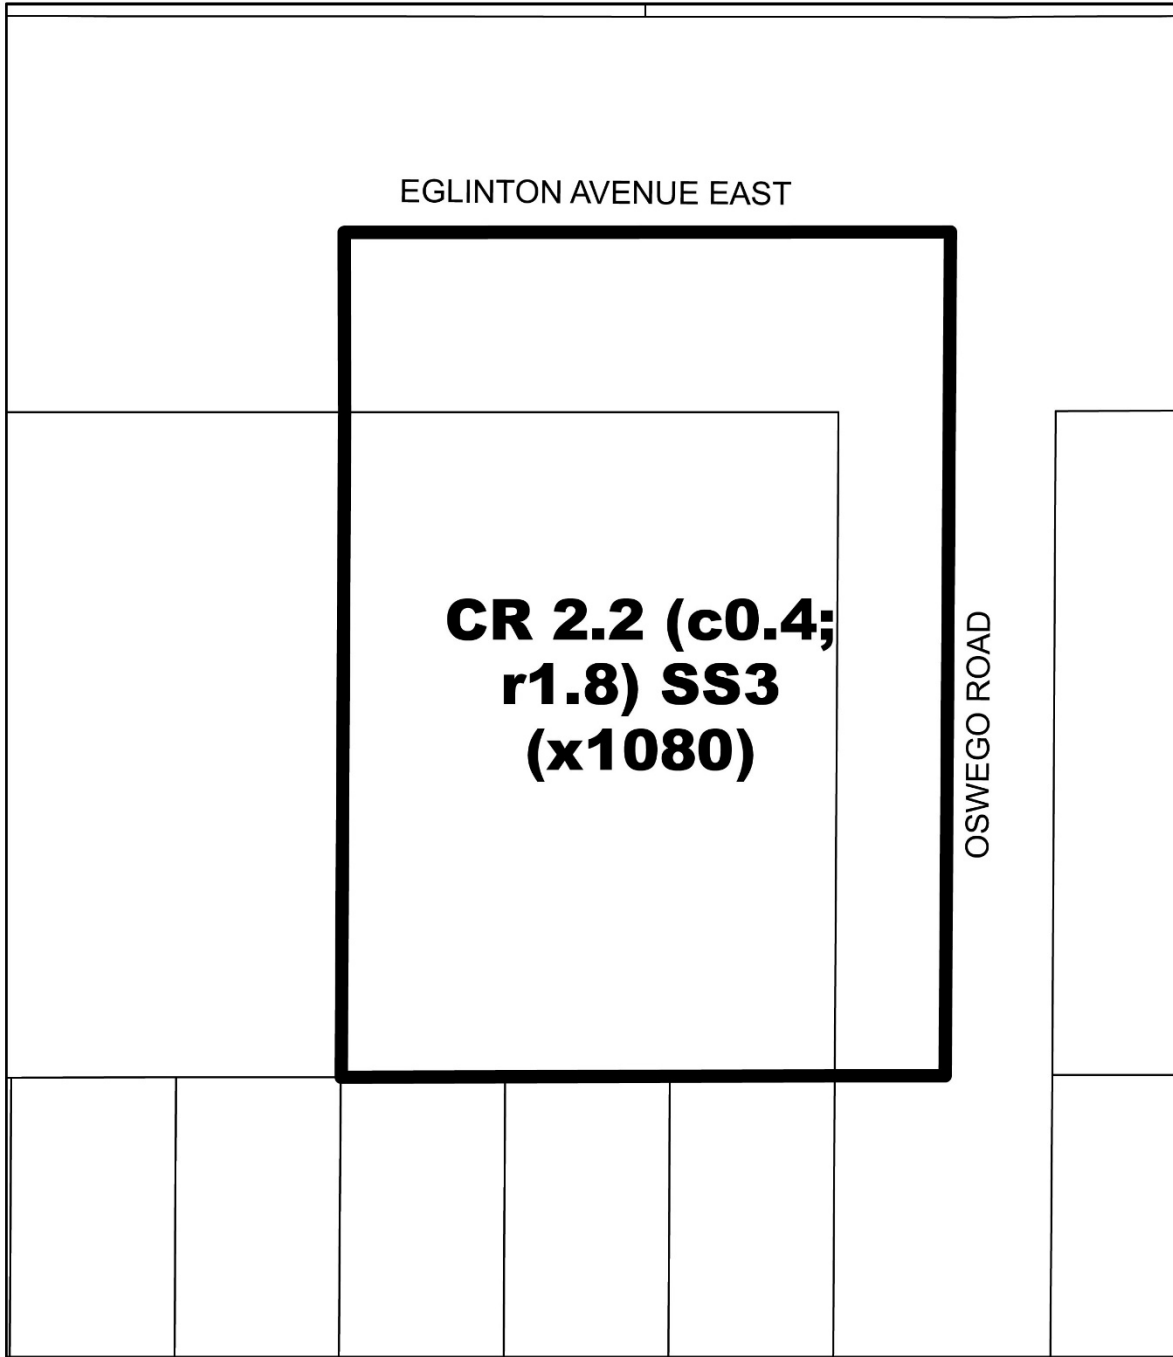 EGLINTON AVENUE EAST
CR 2.2 (c0.4;
r1.8) SS3
(x1080)
OSWEGO ROAD